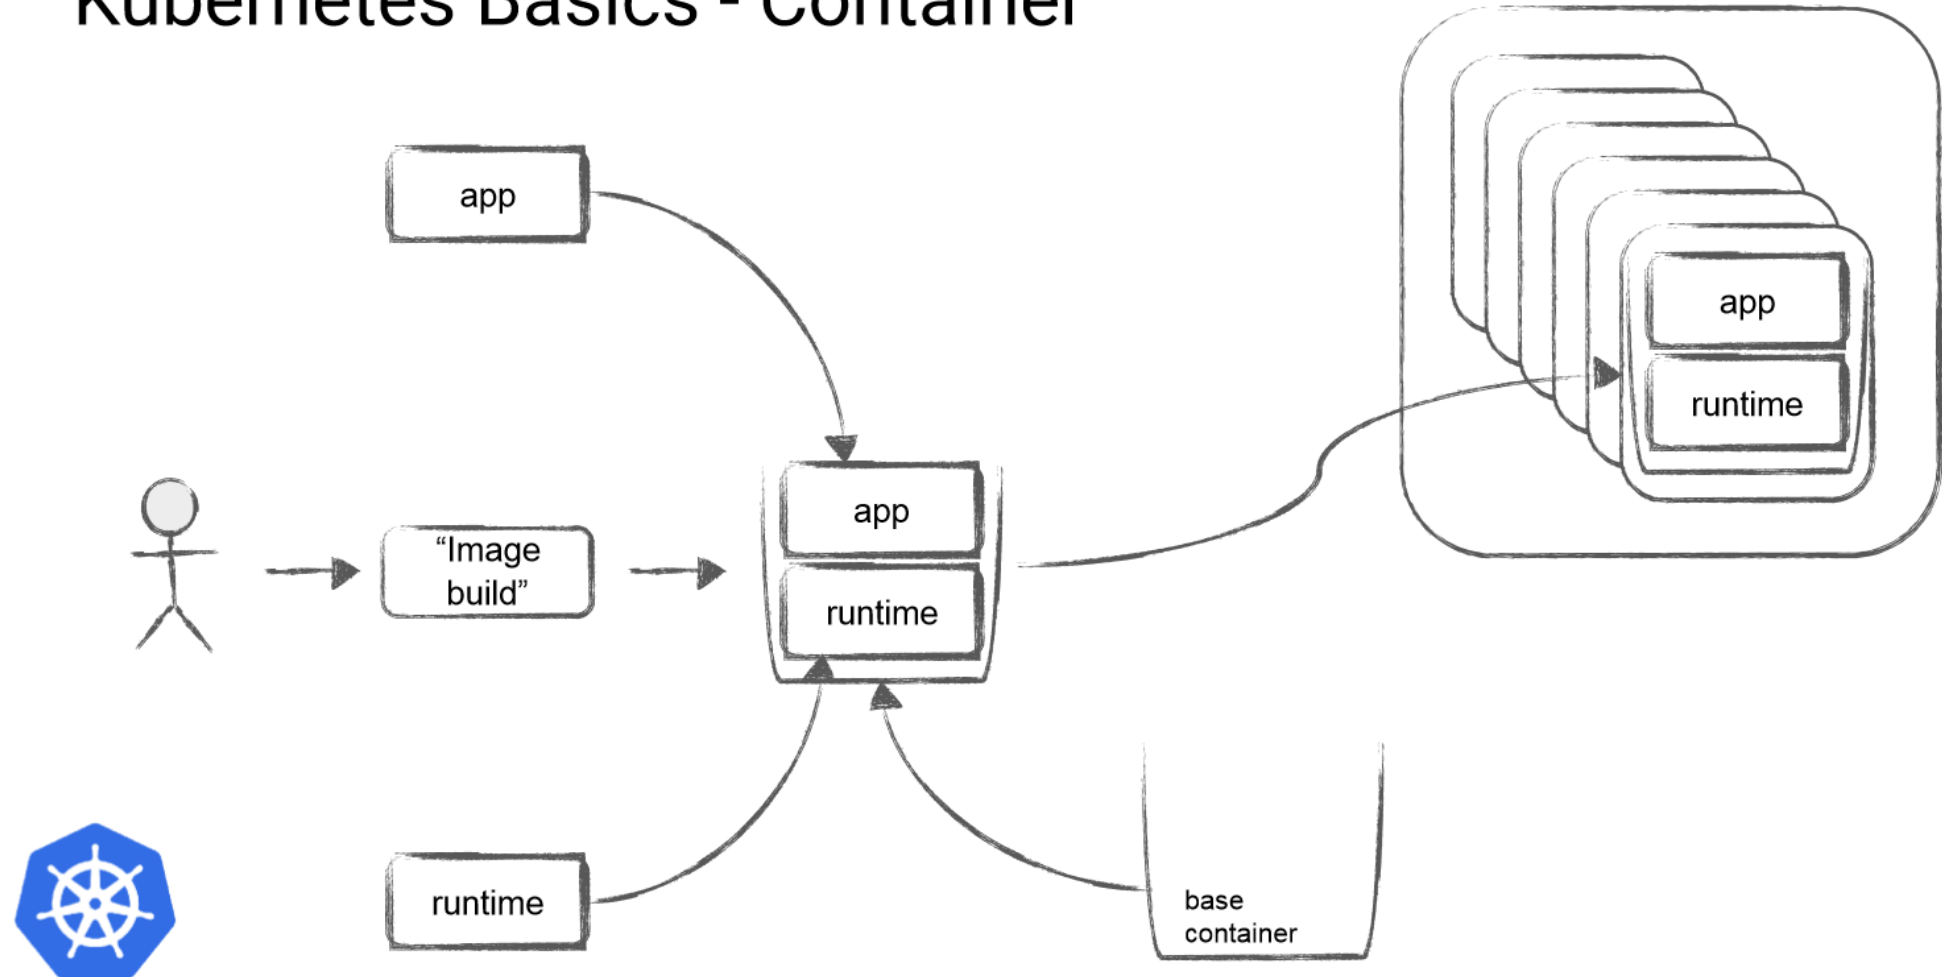 Kubernetes Basics - Container
app
app
runtime
“Image
build”
app
runtime
runtime
base
container